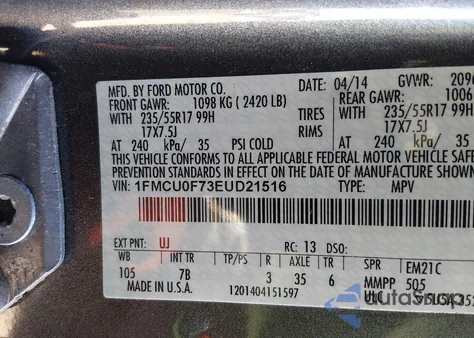 MFD. BY FORD MOTOR CO. 04/14 GVWR: 209
FRONT GAWR: 1098 KG ( 2420 LB) REAR GAWR: 1006
WITH 235/55R17 99H TIRES WITH 235/55R17 99H
17X7.5J RIMS 17X7.5J
AT 240 kPa/ 35 PSI COLD AT 240 kPa/ 35
THIS VEHICLE CONFORMS TO ALL APPLICABLE FEDERAL MOTOR VEHICLE SAFE
PREVENTION STANDARDS IN EFFECT ON THE DATE OF MANUFACTURE SHOWN
VIN: 1FMCU0F73EUD21516 TYPE: MPV
EXT PNT: UJ RC: 13 DSO:
WB INT TR TP/PS R AXLE TR SPR EM21C
105 7B 3 35 6 MMPP 505
MADE IN U.S.A. 1201404151597 ULC